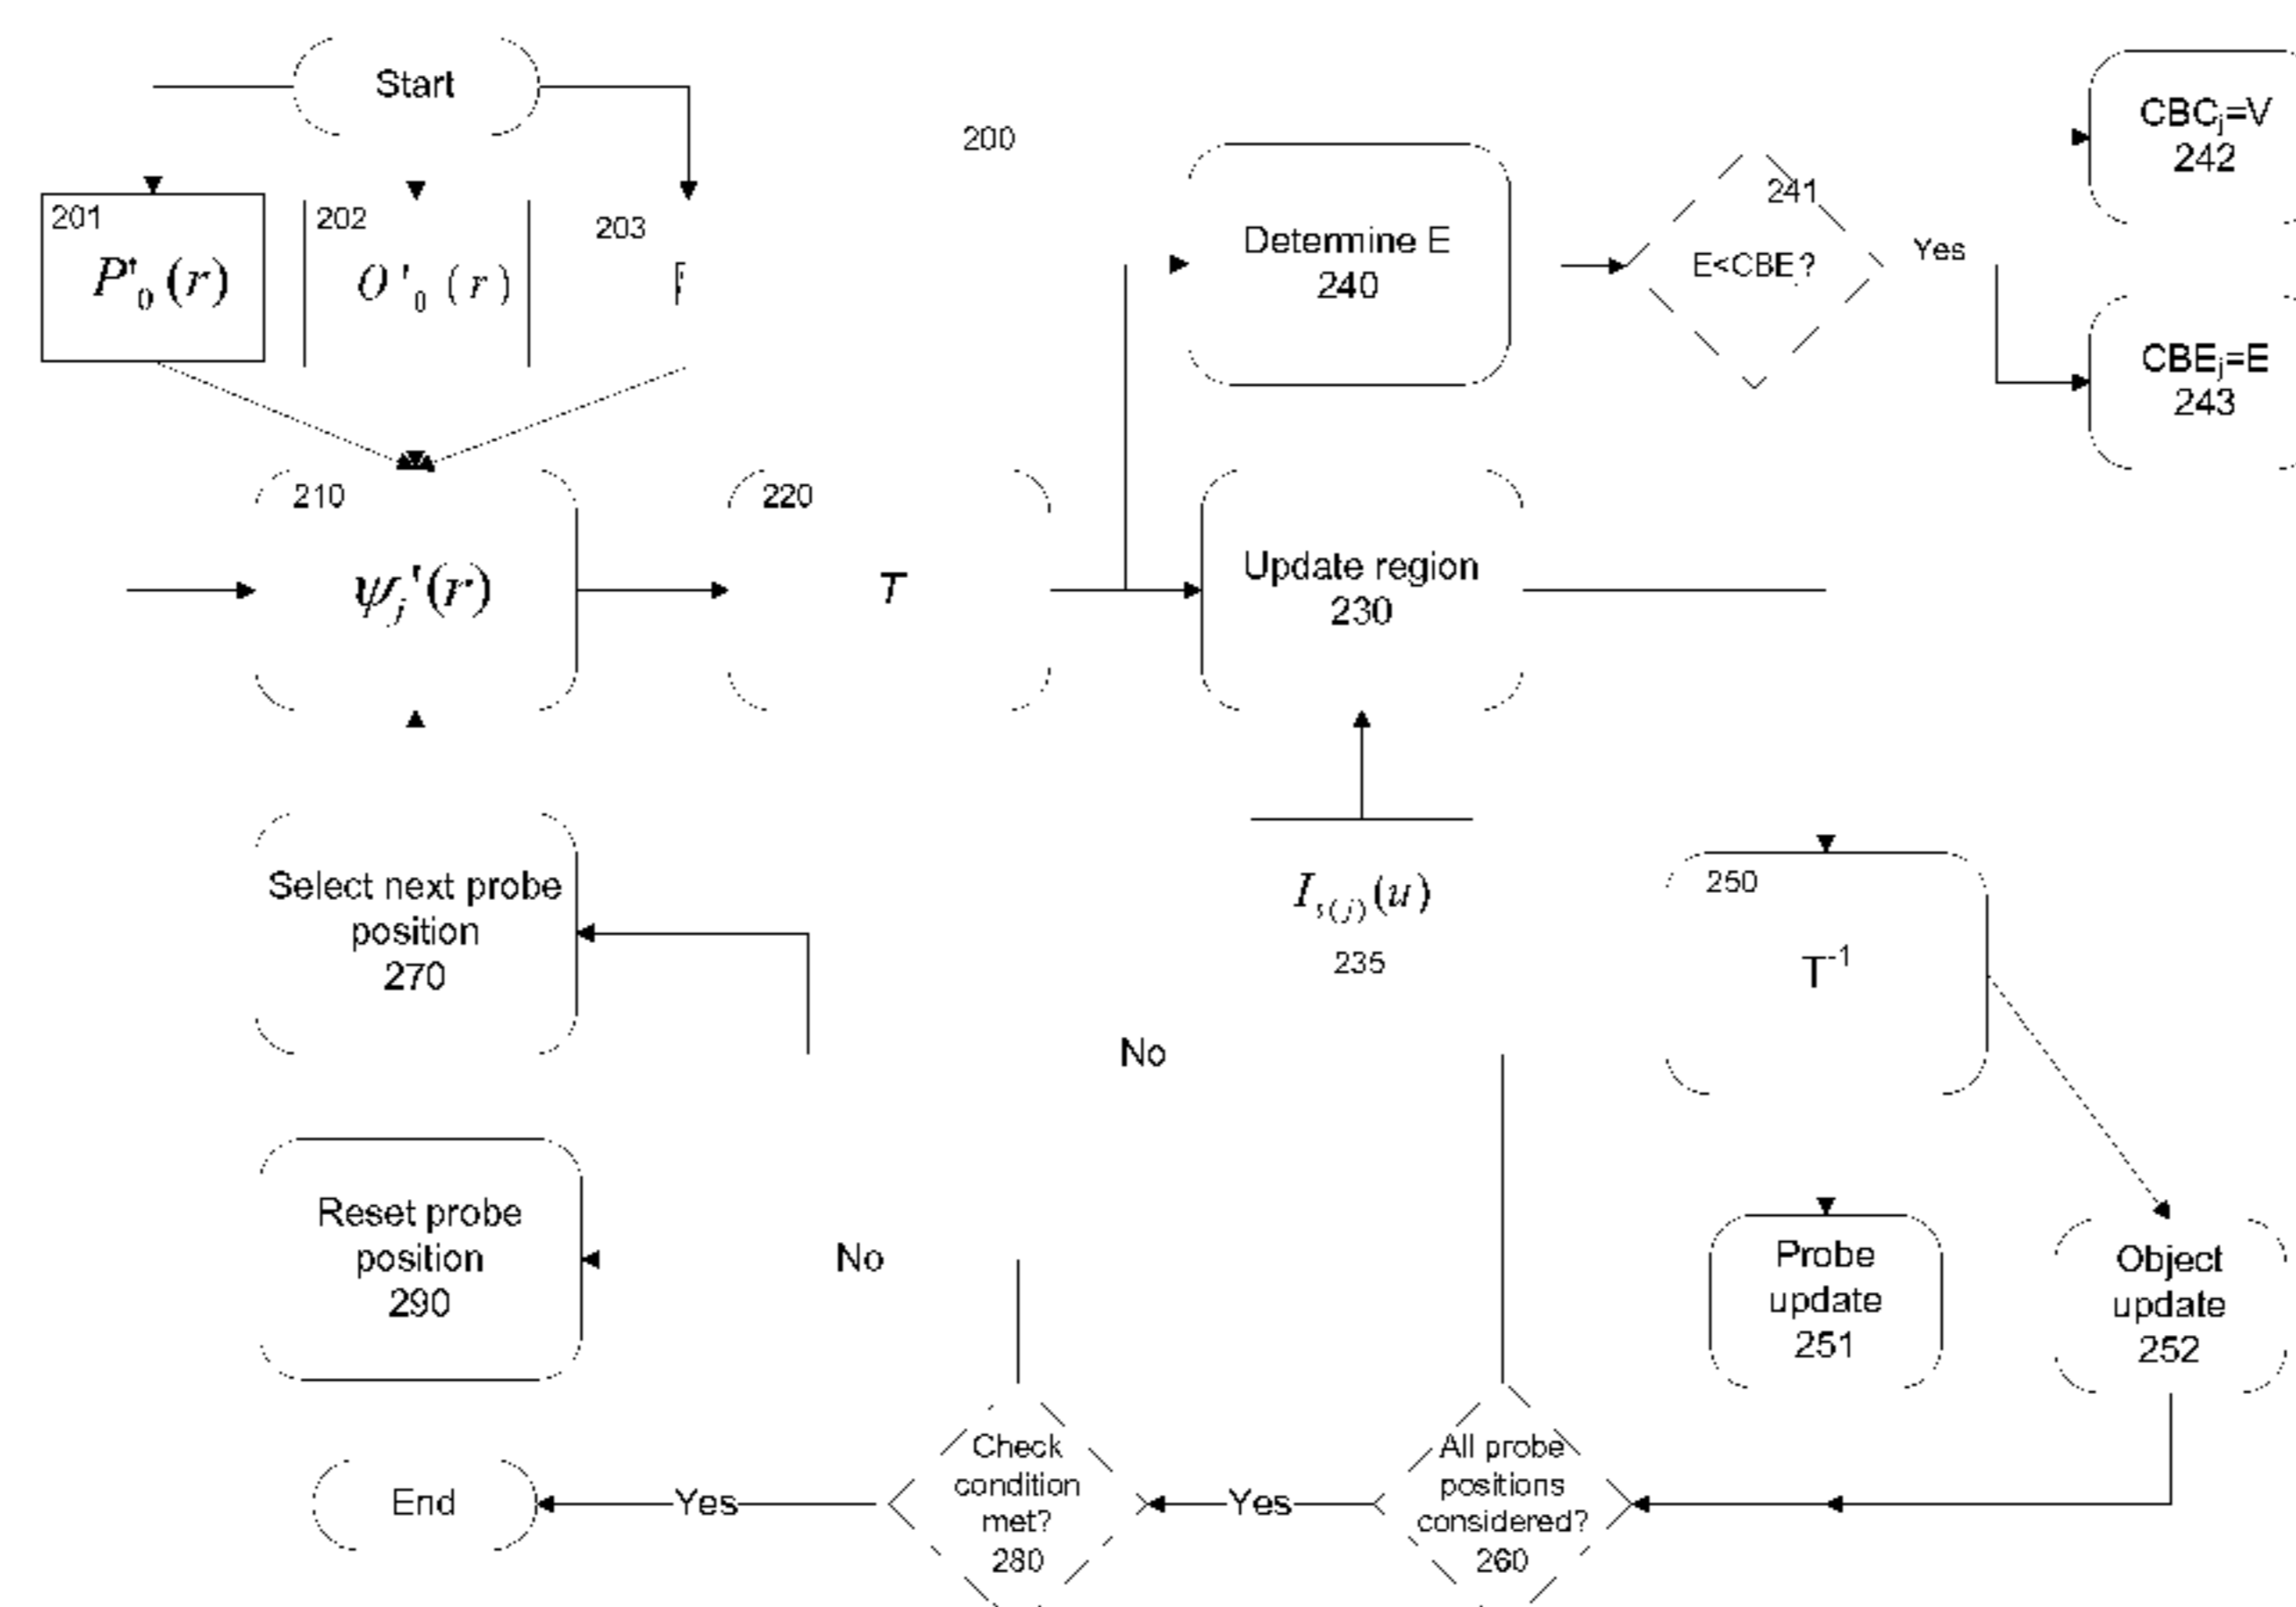 Start
200
CBCj=V
242
201
P'0(r)
202
O'0(r)
203
Determine E
240
241
E<CBEj?
Yes
CBEj=E
243
210
ψj'(r)
220
T
Update region
230
Select next probe
position
270
Is(j)(u)
235
250
T-1
No
Reset probe
position
290
No
Probe
update
251
Object
update
252
End
Yes
Check
condition
met?
280
Yes
All probe
positions
considered?
260